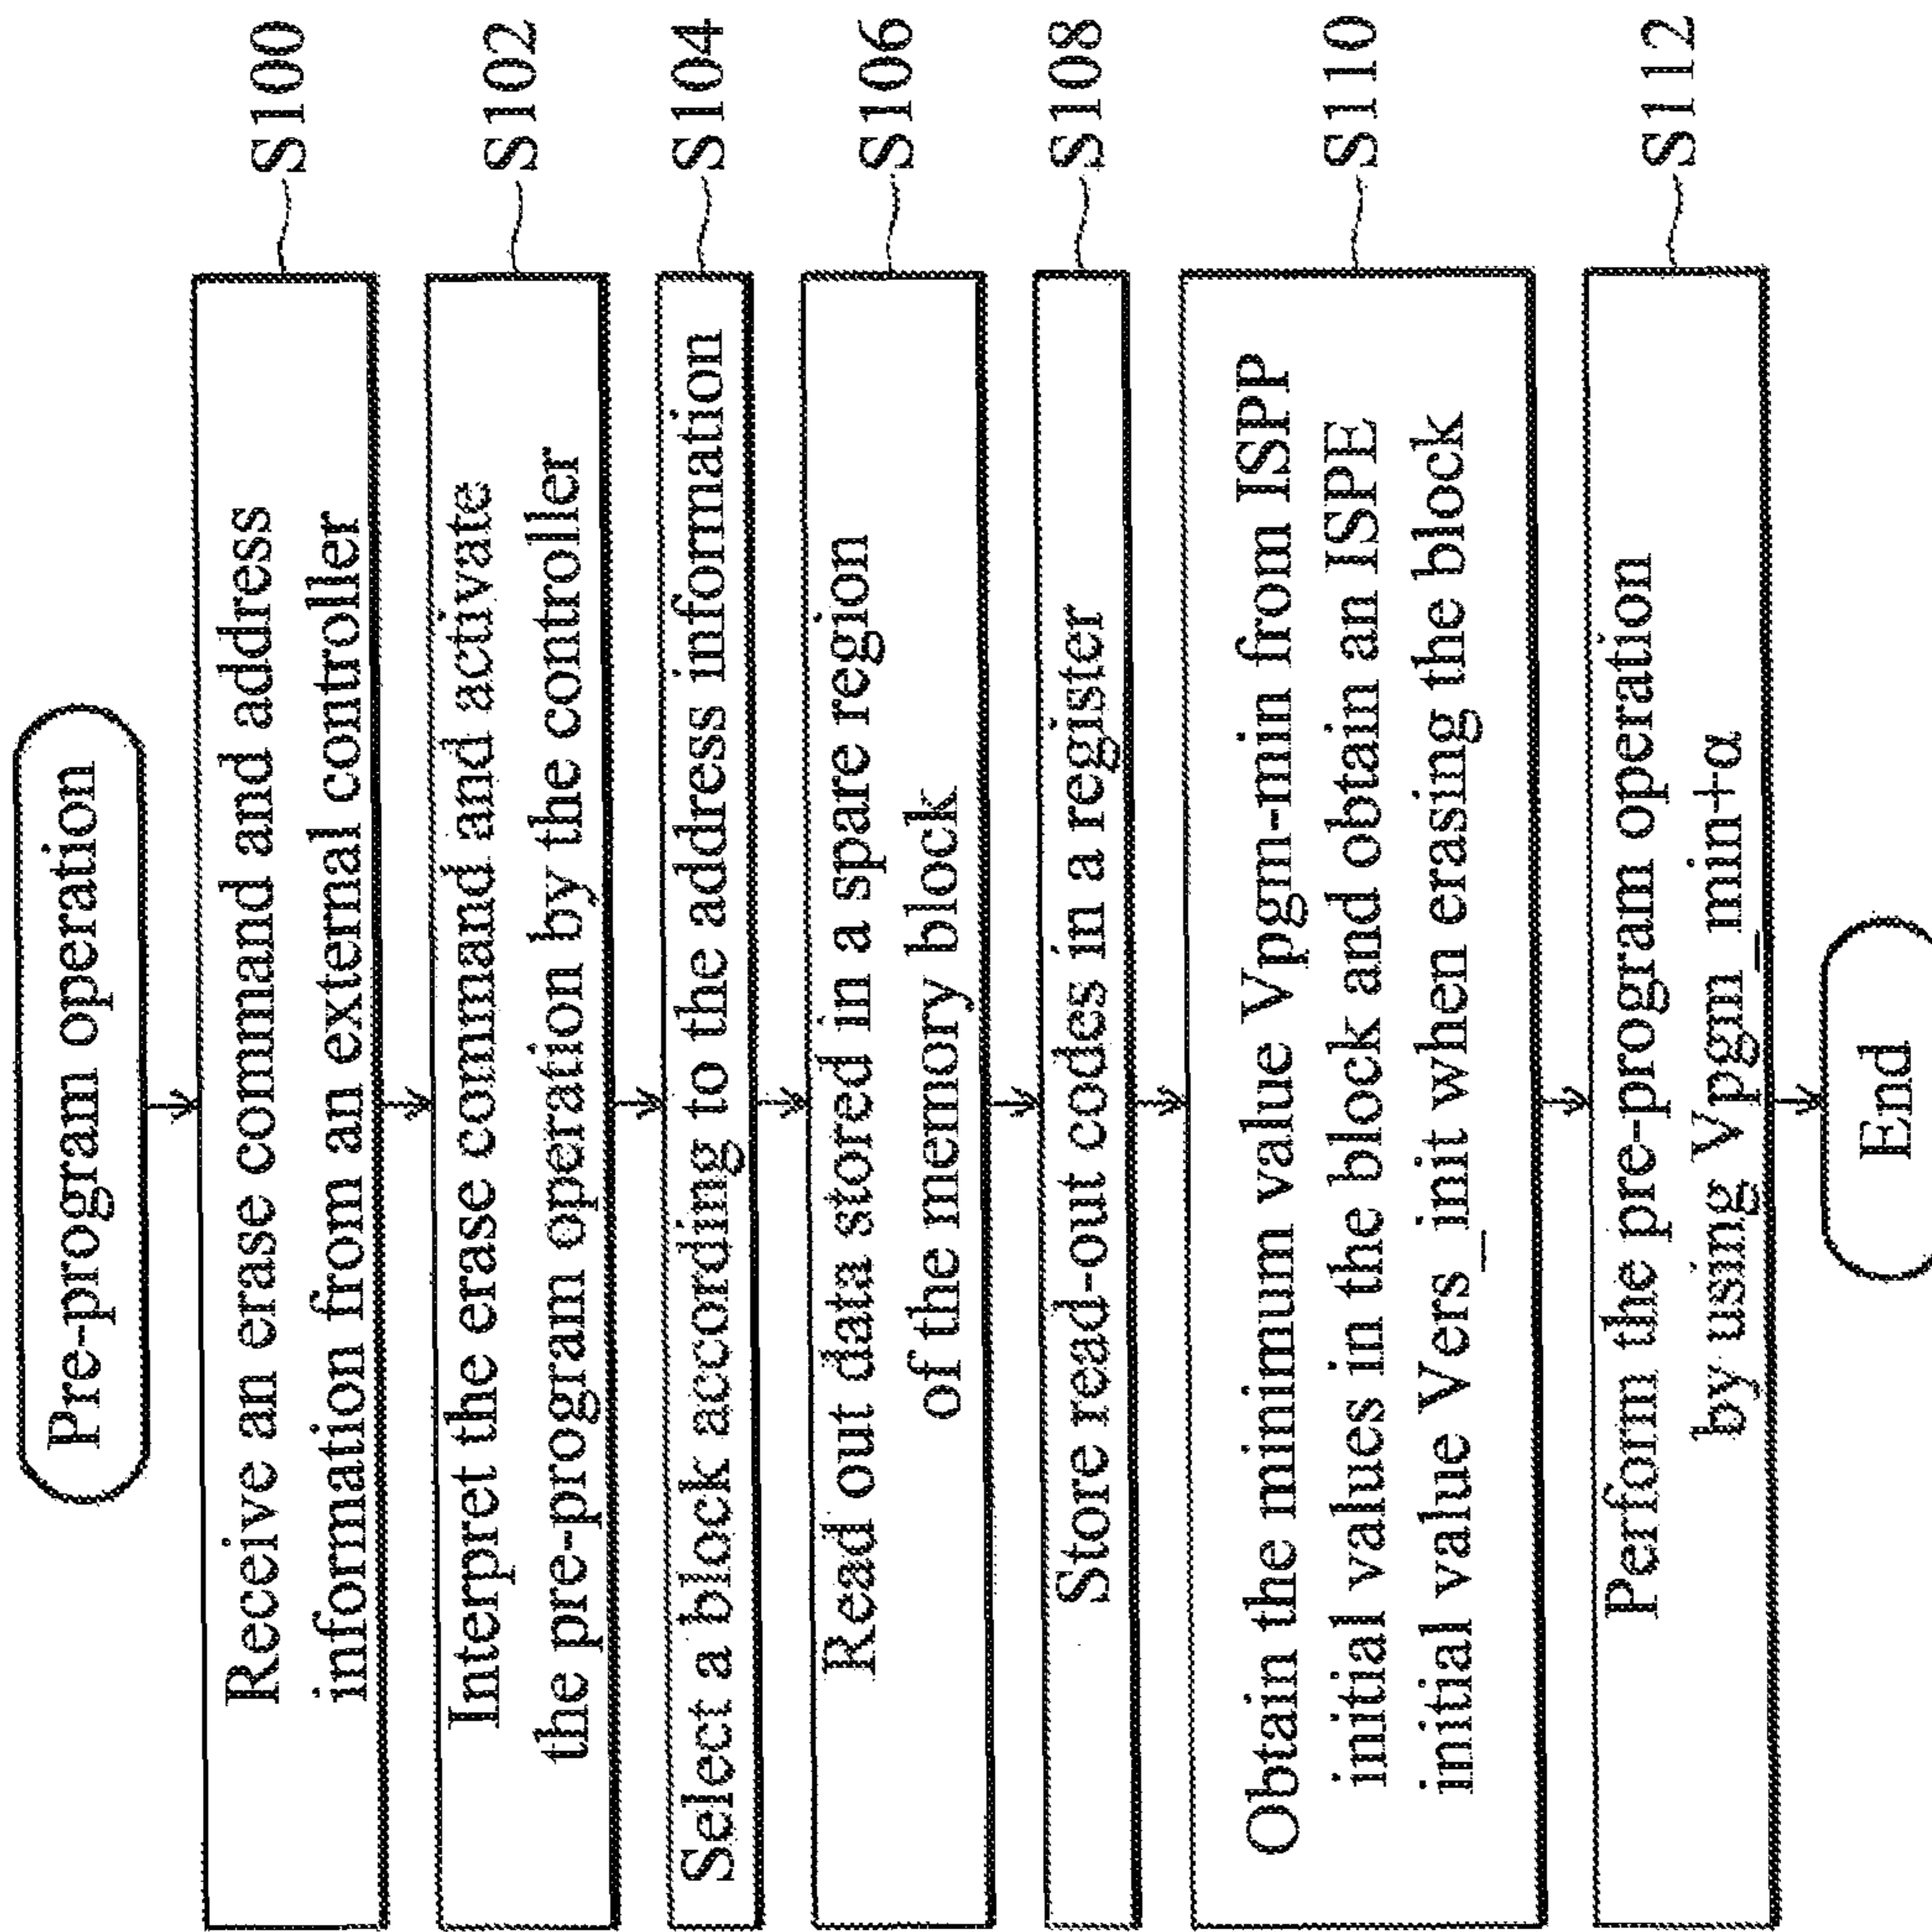 Pre-program operation
Receive an erase command and address
information from an external controller
S100
Interpret the erase command and activate
the pre-program operation by the controller
S102
Select a block according to the address information
S104
Read out data stored in a spare region
of the memory block
S106
Store read-out codes in a register
S108
Obtain the minimum value Vpgm-min from ISPP
initial values in the block and obtain an ISPE
initial value Vers_init when erasing the block
S110
Perform the pre-program operation
by using Vpgm_min+α
S112
End